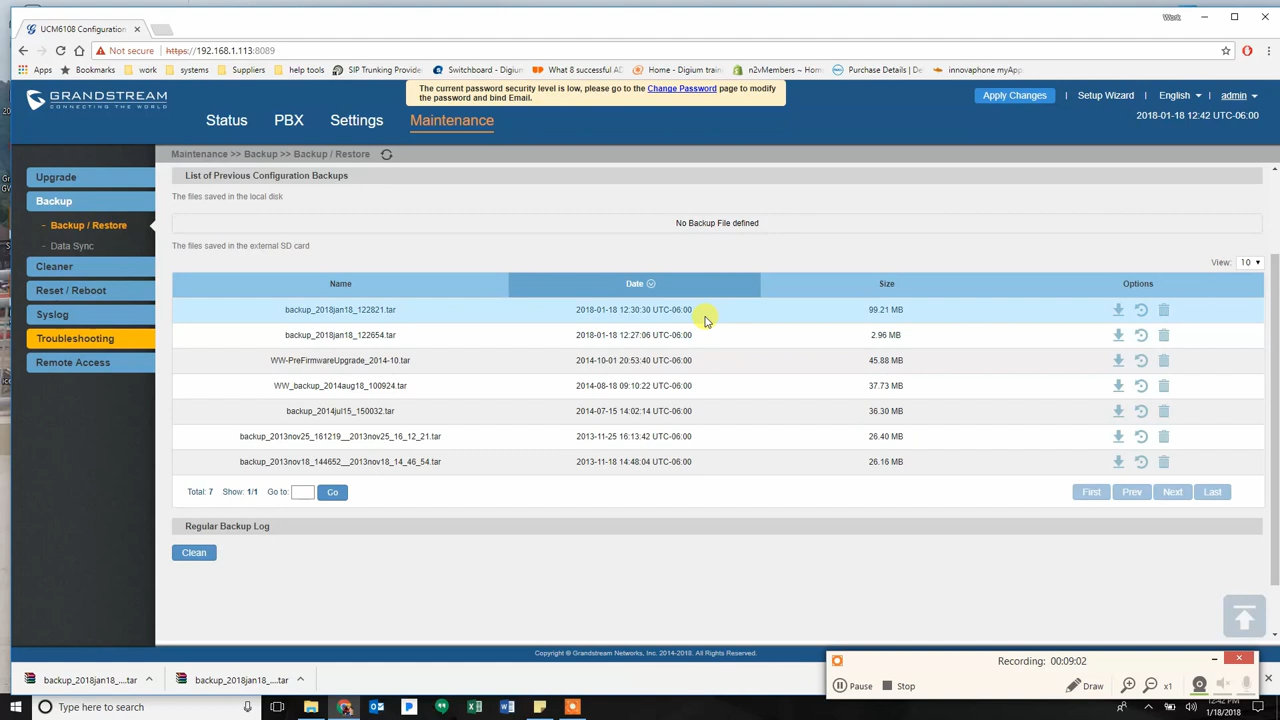 UCM6108 Configuration
Work
Not secure https://192.168.1.113:8089
Apps Bookmarks work systems Suppliers help tools SIP Trunking Provide Switchboard - Digium What 8 successful AD Home - Digium train n2vMembers ~ Home Purchase Details | De innovaphone myApp
GRANDSTREAM
CONNECTING THE WORLD
The current password security level is low, please go to the Change Password page to modify
the password and bind Email.
Apply Changes Setup Wizard English admin
2018-01-18 12:42 UTC-06:00
Status PBX Settings Maintenance
Maintenance >> Backup >> Backup / Restore
Upgrade
Backup
- Backup / Restore
- Data Sync
Cleaner
Reset / Reboot
Syslog
Troubleshooting
Remote Access
List of Previous Configuration Backups
The files saved in the local disk
No Backup File defined
The files saved in the external SD card
View: 10
Name Date Size Options
backup_2018jan18_122821.tar 2018-01-18 12:30:30 UTC-06:00 99.21 MB
backup_2018jan18_122654.tar 2018-01-18 12:27:06 UTC-06:00 2.96 MB
WW-PreFirmwareUpgrade_2014-10.tar 2014-10-01 20:53:40 UTC-06:00 45.88 MB
WW_backup_2014aug18_100924.tar 2014-08-18 09:10:22 UTC-06:00 37.73 MB
backup_2014jul15_150032.tar 2014-07-15 14:02:14 UTC-06:00 36.30 MB
backup_2013nov25_161219__2013nov25_16_12_21.tar 2013-11-25 16:13:42 UTC-06:00 26.40 MB
backup_2013nov18_144652__2013nov18_14_46_54.tar 2013-11-18 14:48:04 UTC-06:00 26.16 MB
Total: 7 Show: 1/1 Go to: Go First Prev Next Last
Regular Backup Log
Clean
Copyright © Grandstream Networks, Inc. 2014-2018. All Rights Reserved.
backup_2018jan18_....tar backup_2018jan18_....tar
Recording: 00:09:02
Pause Stop Draw x1
Type here to search
12:42 PM
1/18/2018